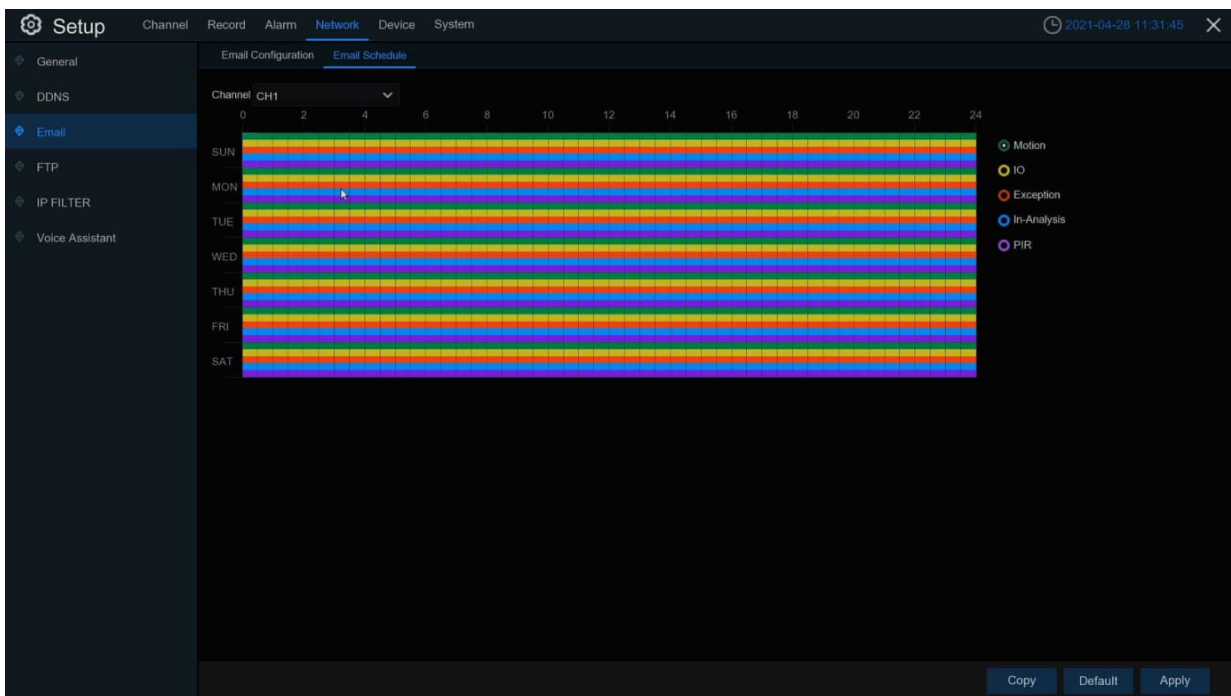 Setup Channel Record Alarm Network Device System 2021-04-28 11:31:45
General
DDNS
Email
FTP
IP FILTER
Voice Assistant
Email Configuration Email Schedule
Channel CH1
0 2 4 6 8 10 12 14 16 18 20 22 24
SUN
MON
TUE
WED
THU
FRI
SAT
Motion
IO
Exception
In-Analysis
PIR
Copy Default Apply